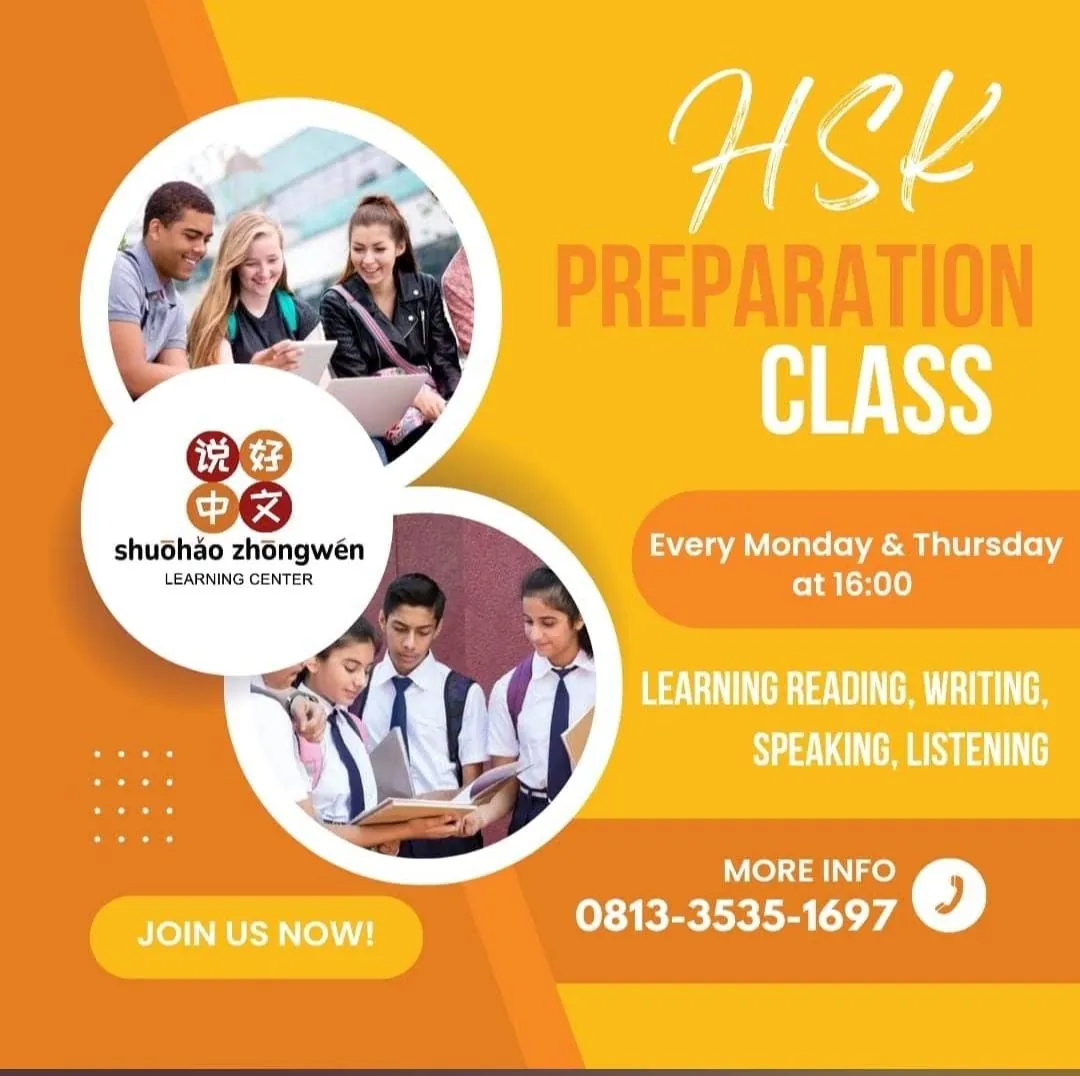 HSK
PREPARATION
CLASS
说好
中文
shuōhǎo zhōngwén
LEARNING CENTER
Every Monday & Thursday
at 16:00
LEARNING READING, WRITING,
SPEAKING, LISTENING
MORE INFO
0813-3535-1697
JOIN US NOW!